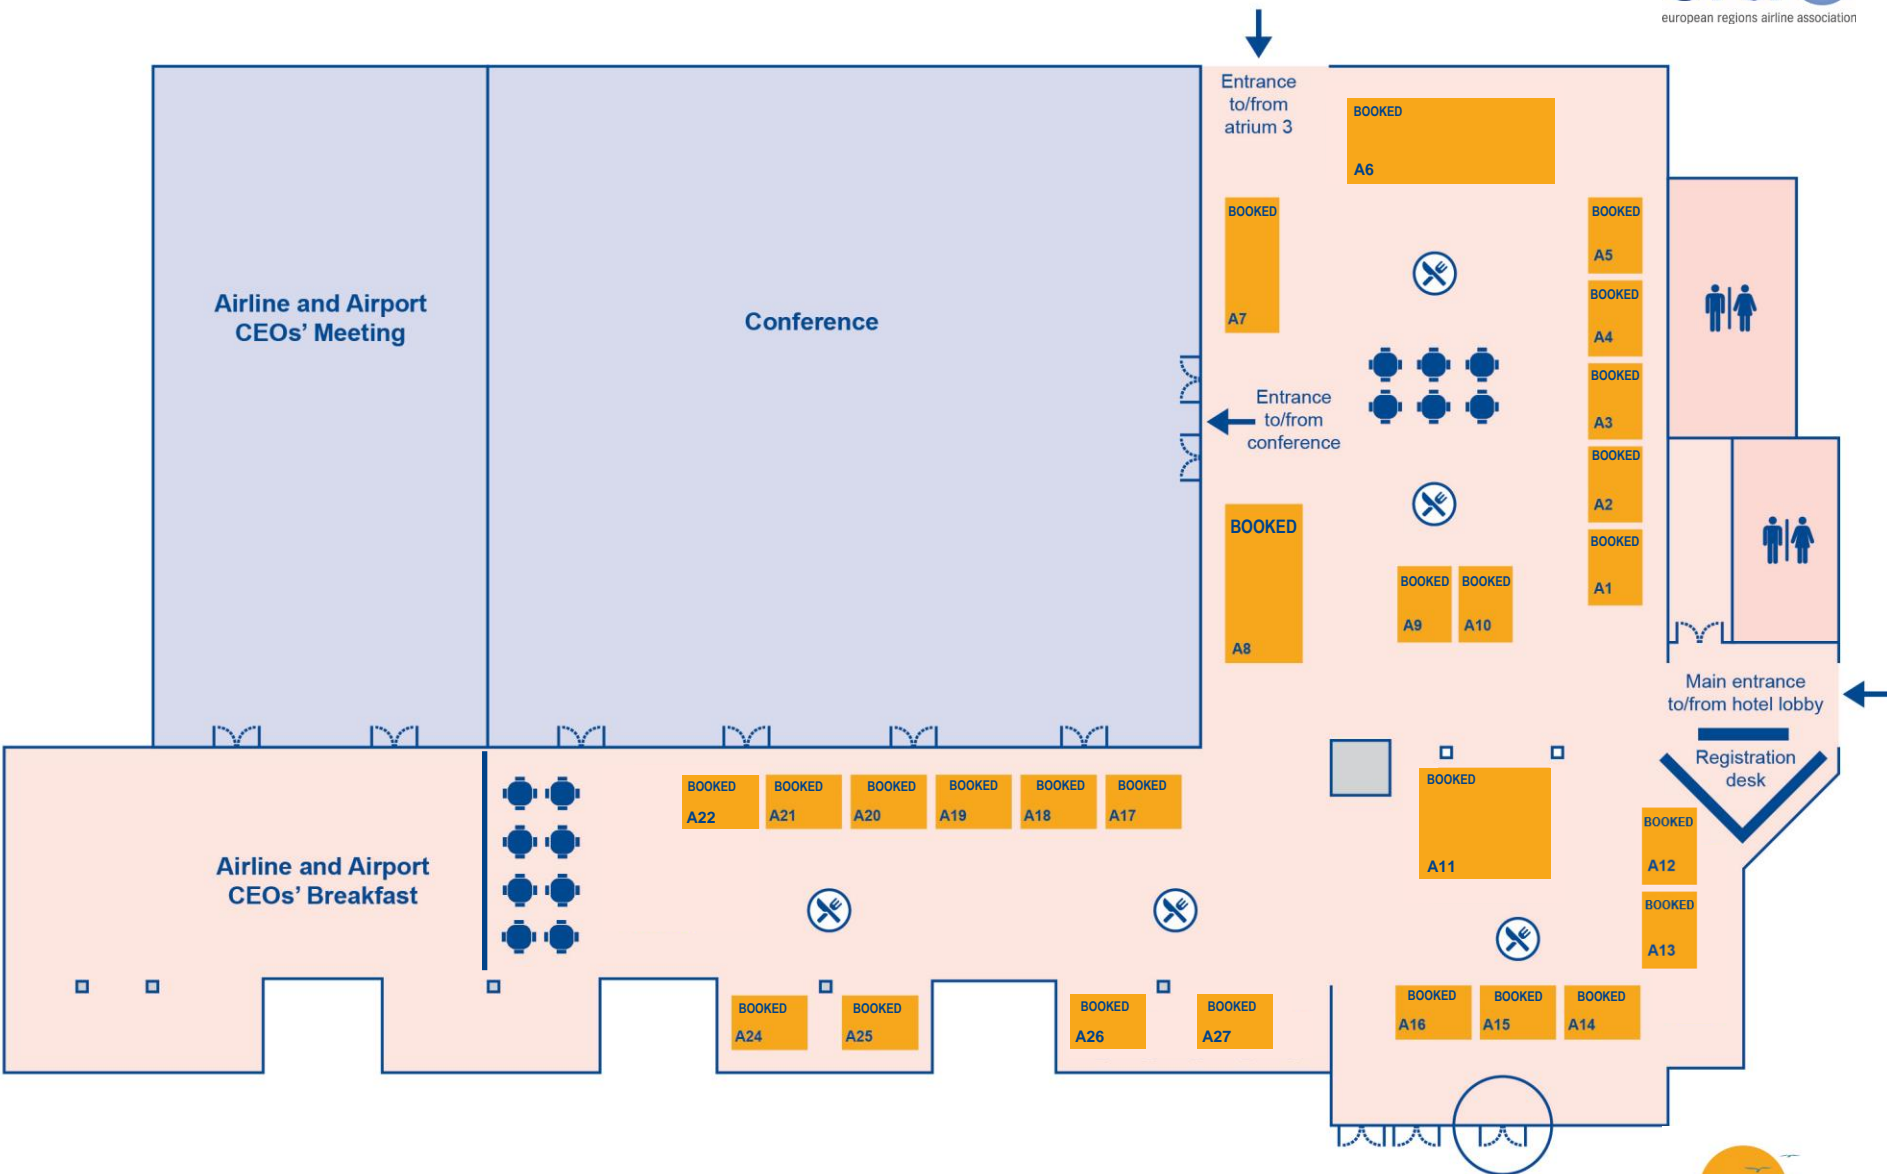 european regions airline association
Entrance
to/from
atrium 3
BOOKED
A6
BOOKED
A7
BOOKED
A5
BOOKED
A4
BOOKED
A3
BOOKED
A2
BOOKED
A1
Airline and Airport
CEOs' Meeting
Conference
Entrance
to/from
conference
BOOKED
A8
BOOKED
A9
BOOKED
A10
Main entrance
to/from hotel lobby
Registration
desk
BOOKED
A22
BOOKED
A21
BOOKED
A20
BOOKED
A19
BOOKED
A18
BOOKED
A17
BOOKED
A11
BOOKED
A12
BOOKED
A13
Airline and Airport
CEOs' Breakfast
BOOKED
A24
BOOKED
A25
BOOKED
A26
BOOKED
A27
BOOKED
A16
BOOKED
A15
BOOKED
A14